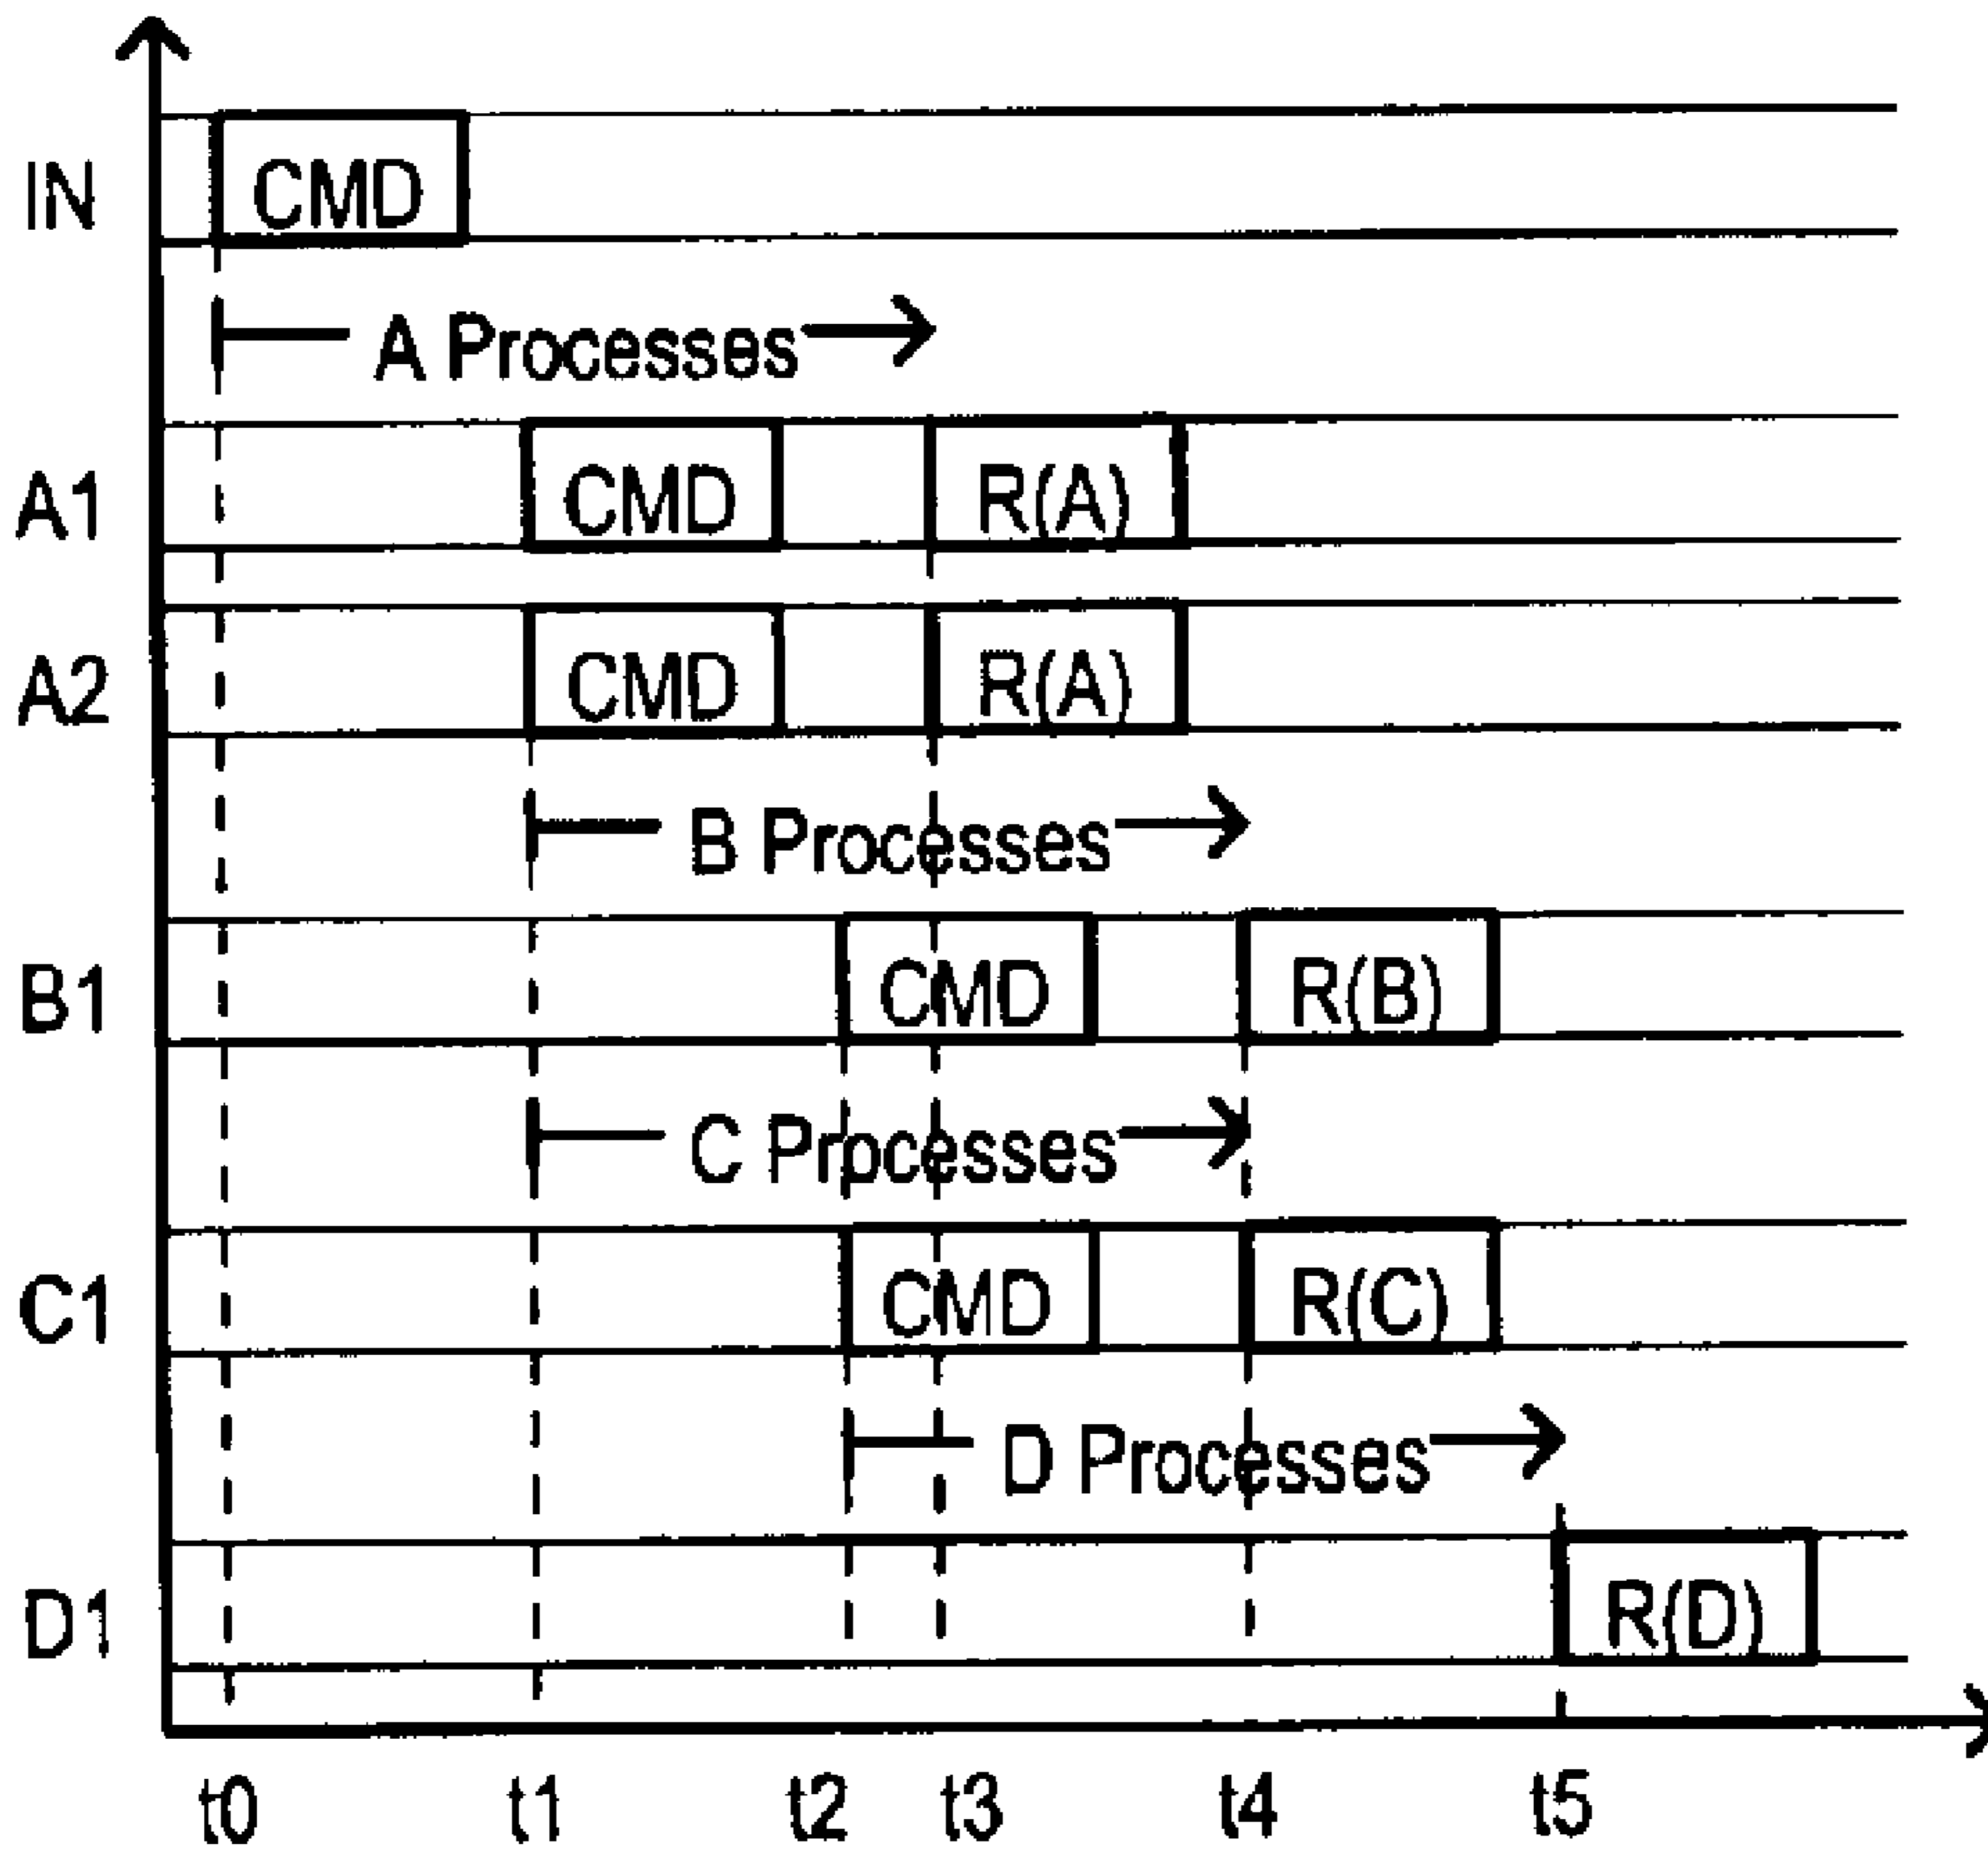 IN CMD
A Processes
A1 CMD R(A)
A2 CMD R(A)
B Processes
B1 CMD R(B)
C Processes
C1 CMD R(C)
D Processes
D1 R(D)
t0 t1 t2 t3 t4 t5